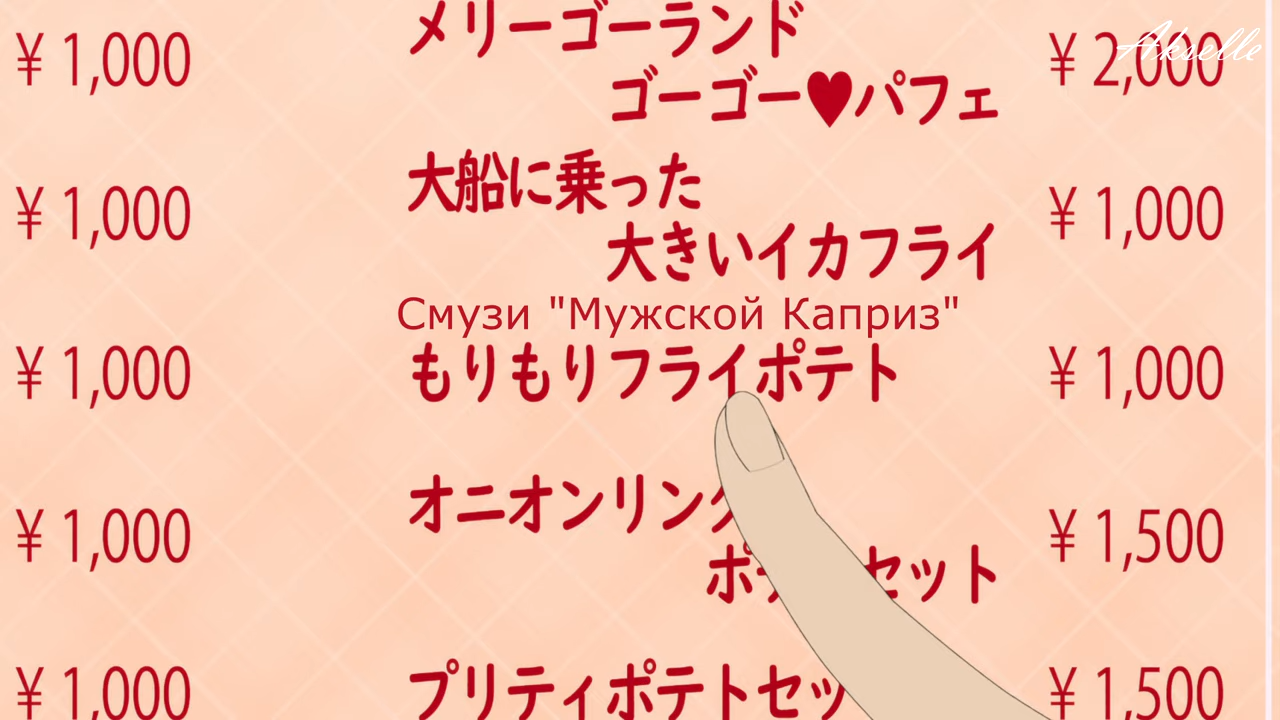 Akselle
¥ 1,000
メリーゴーランド
ゴーゴー♥パフェ
¥ 2,000
¥ 1,000
大船に乗った
大きいイカフライ
¥ 1,000
Смузи "Мужской Каприз"
¥ 1,000
もりもりフライポテト
¥ 1,000
¥ 1,000
オニオンリング
セット
¥ 1,500
¥ 1,000
プリティポテトセッ
¥ 1,500